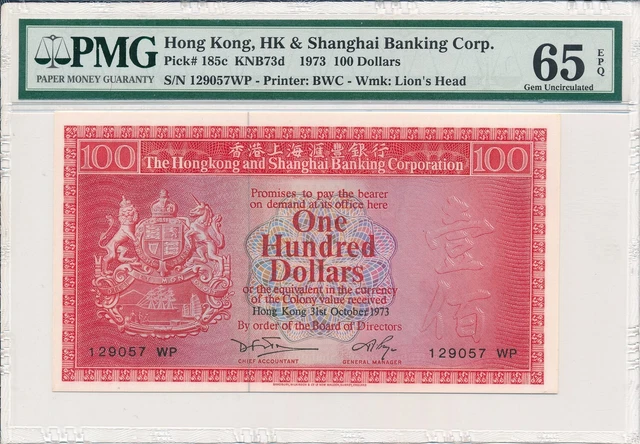 PMG
PAPER MONEY GUARANTY
Hong Kong, HK & Shanghai Banking Corp.
Pick# 185c KNB73d 1973 100 Dollars
S/N 129057WP - Printer: BWC - Wmk: Lion's Head
65 EPQ
Gem Uncirculated
香港上海滙豐銀行
100 The Hongkong and Shanghai Banking Corporation 100
Promises to pay the bearer
on demand at its office here
One
Hundred
Dollars
or the equivalent in the currency
of the Colony value received
Hong Kong 31st October 1973
By order of the Board of Directors
壹
佰
129057 WP
CHIEF ACCOUNTANT
GENERAL MANAGER
129057 WP